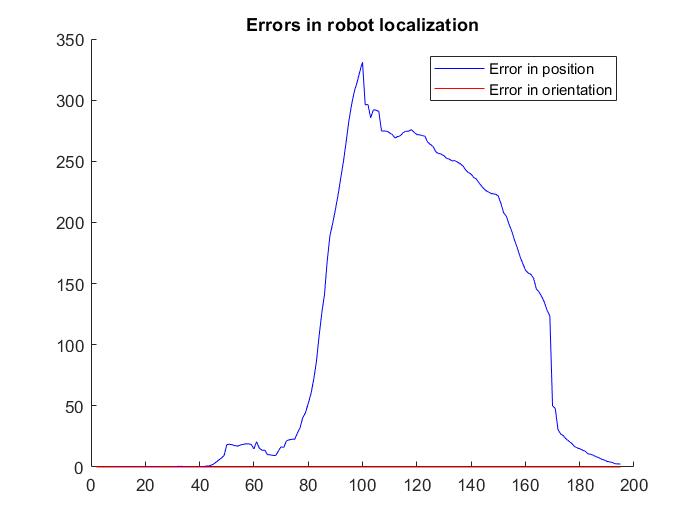 Errors in robot localization
350
300
250
200
150
100
50
0
Error in position
Error in orientation
0 20 40 60 80 100 120 140 160 180 200